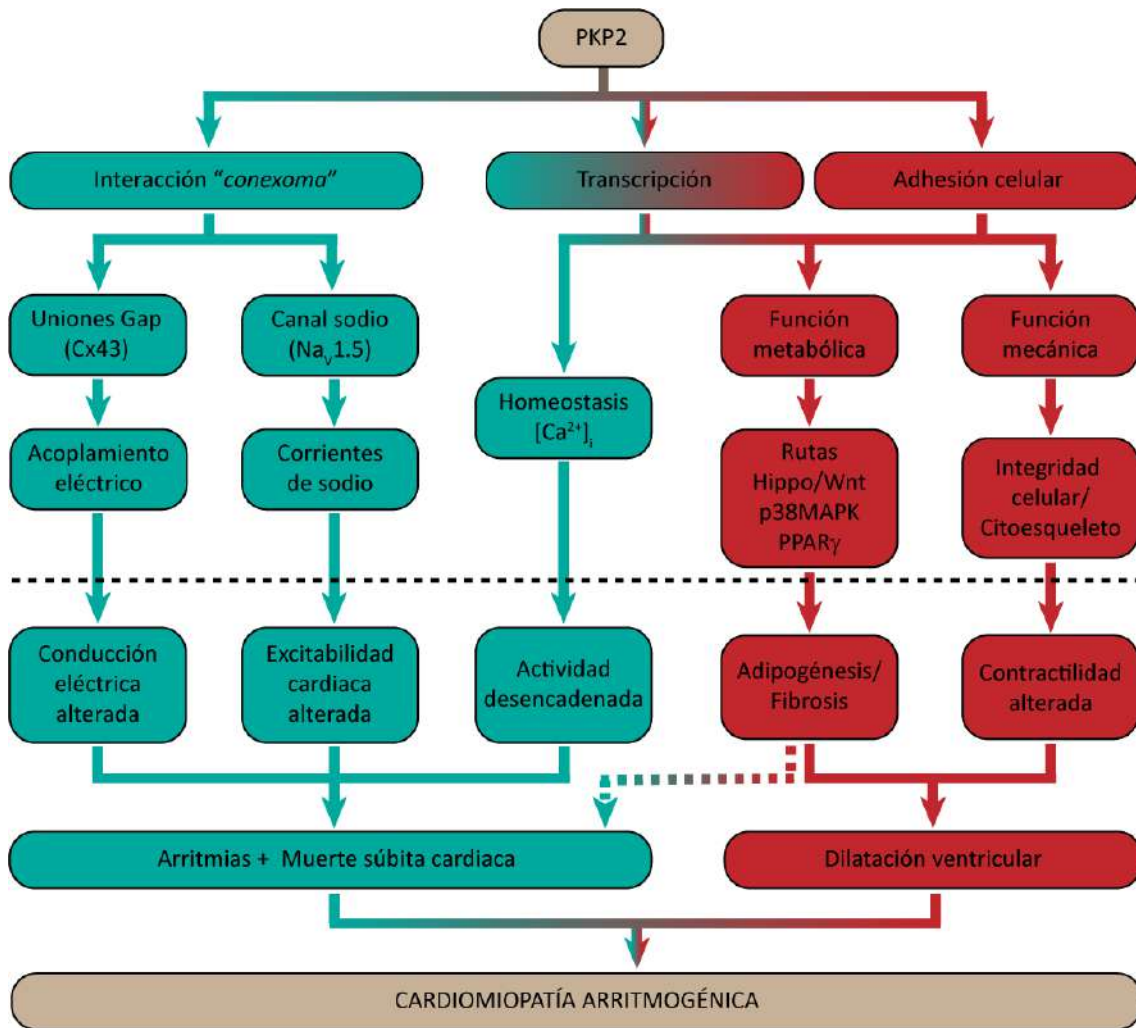 PKP2
Interacción "conexoma"
Transcripción
Adhesión celular
Uniones Gap
(Cx43)
Canal sodio
(Nav1.5)
Función
metabólica
Función
mecánica
Homeostasis
[Ca²⁺]i
Acoplamiento
eléctrico
Corrientes
de sodio
Rutas
Hippo/Wnt
p38MAPK
PPARγ
Integridad
celular/
Citoesqueleto
Conducción
eléctrica
alterada
Excitabilidad
cardiaca
alterada
Actividad
desencadenada
Adipogénesis/
Fibrosis
Contractilidad
alterada
Arritmias + Muerte súbita cardiaca
Dilatación ventricular
CARDIOMIOPATÍA ARRITMOGÉNICA